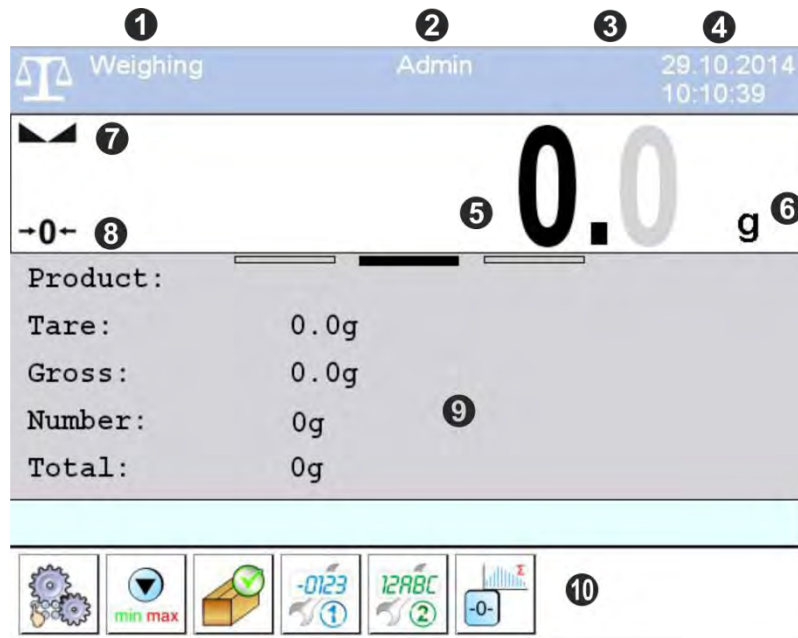 1 2 3 4
Weighing Admin 29.10.2014
10:10:39
7
5 0.0 g 6
→0← 8
Product:
Tare: 0.0g
Gross: 0.0g
Number: 0g 9
Total: 0g
min max -0123 1 12ABC 2 -0- Σ 10